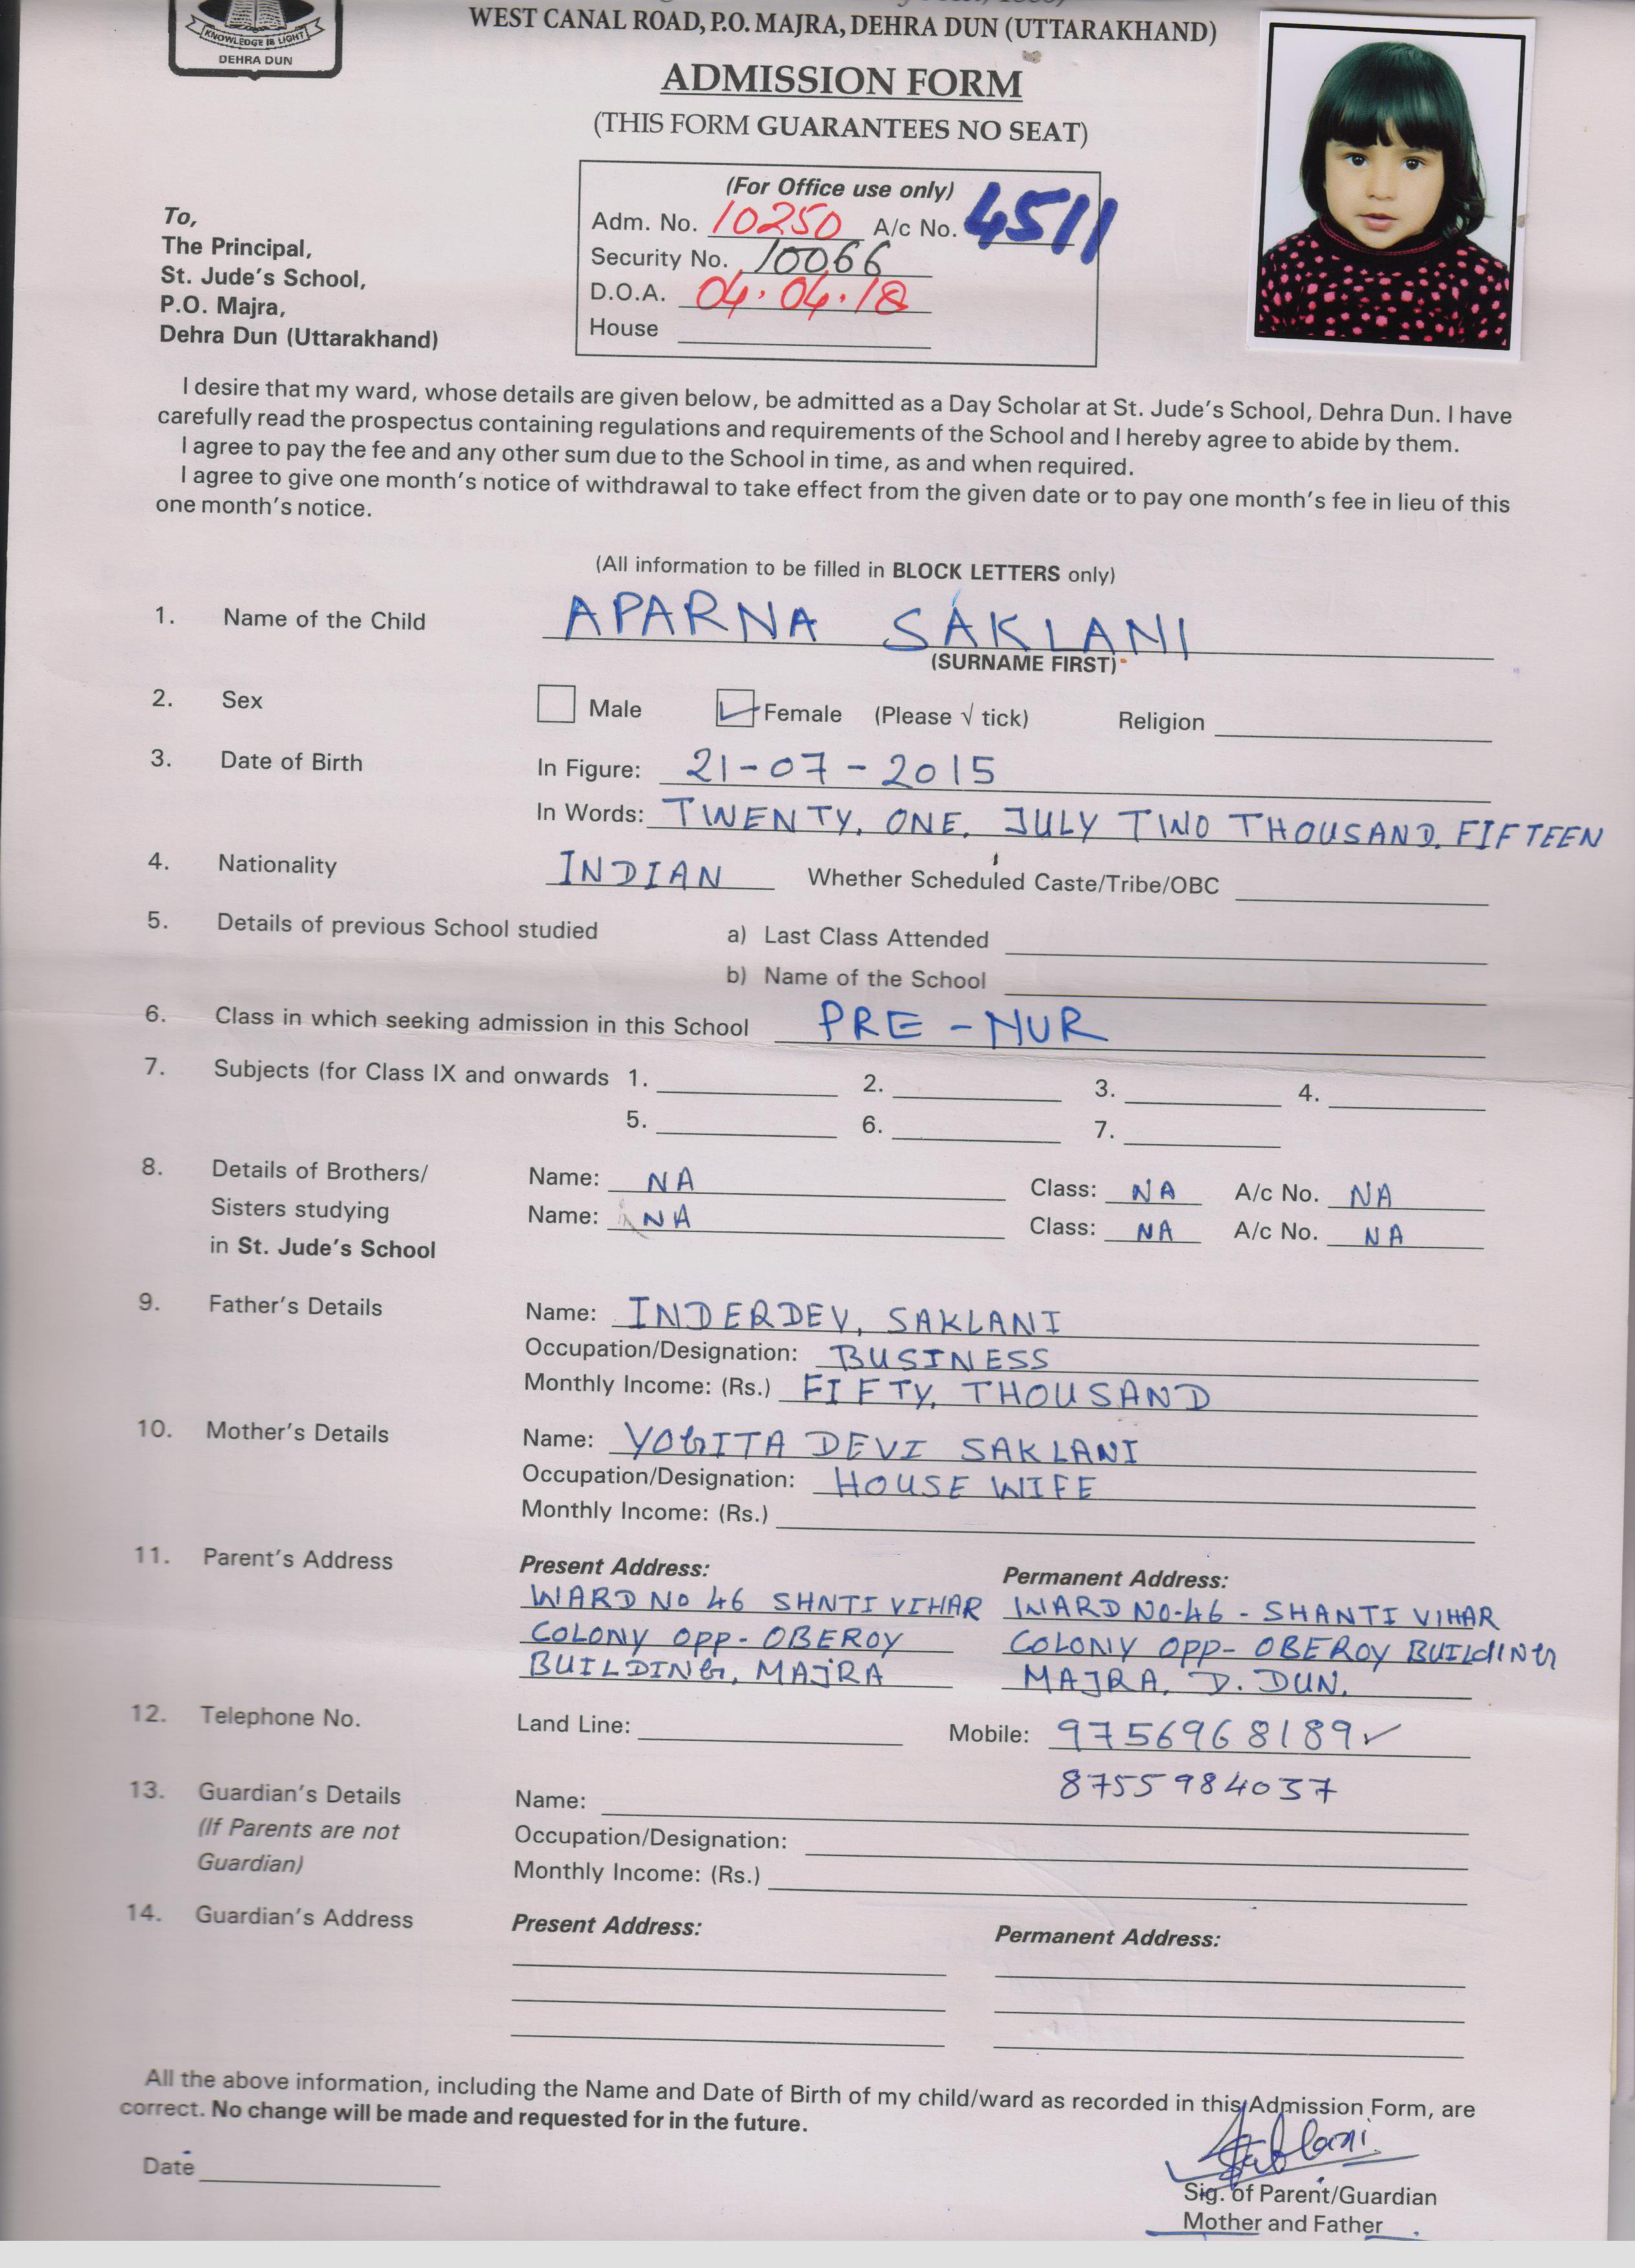 KNOWLEDGE IS LIGHT
DEHRA DUN
WEST CANAL ROAD, P.O. MAJRA, DEHRA DUN (UTTARAKHAND)
ADMISSION FORM
(THIS FORM GUARANTEES NO SEAT)
(For Office use only)
Adm. No. 10250 A/c No. 4511
Security No. 10066
D.O.A. 04.04.18
House
To,
The Principal,
St. Jude's School,
P.O. Majra,
Dehra Dun (Uttarakhand)
I desire that my ward, whose details are given below, be admitted as a Day Scholar at St. Jude's School, Dehra Dun. I have
carefully read the prospectus containing regulations and requirements of the School and I hereby agree to abide by them.
I agree to pay the fee and any other sum due to the School in time, as and when required.
I agree to give one month's notice of withdrawal to take effect from the given date or to pay one month's fee in lieu of this
one month's notice.
(All information to be filled in BLOCK LETTERS only)
1. Name of the Child APARNA SAKLANI
(SURNAME FIRST)
2. Sex Male Female (Please √ tick) Religion
3. Date of Birth In Figure: 21-07-2015
In Words: TWENTY. ONE. JULY TWO THOUSAND. FIFTEEN
4. Nationality INDIAN Whether Scheduled Caste/Tribe/OBC
5. Details of previous School studied a) Last Class Attended
b) Name of the School
6. Class in which seeking admission in this School PRE-NUR
7. Subjects (for Class IX and onwards 1. 2. 3. 4.
5. 6. 7.
8. Details of Brothers/ Name: NA Class: NA A/c No. NA
Sisters studying Name: NA Class: NA A/c No. NA
in St. Jude's School
9. Father's Details Name: INDERDEV. SAKLANI
Occupation/Designation: BUSINESS
Monthly Income: (Rs.) FIFTY. THOUSAND
10. Mother's Details Name: YOGITA DEVI SAKLANI
Occupation/Designation: HOUSE WIFE
Monthly Income: (Rs.)
11. Parent's Address Present Address: Permanent Address:
WARD NO 46 SHNTI VIHAR WARD NO-46 - SHANTI VIHAR
COLONY OPP- OBEROY COLONY OPP- OBEROY BUILdING
BUILDING, MAJRA MAJRA, D. DUN.
12. Telephone No. Land Line: Mobile: 9756968189 ✓
8755984037
13. Guardian's Details Name:
(If Parents are not Occupation/Designation:
Guardian) Monthly Income: (Rs.)
14. Guardian's Address Present Address: Permanent Address:
All the above information, including the Name and Date of Birth of my child/ward as recorded in this Admission Form, are
correct. No change will be made and requested for in the future.
Saklani
Date
Sig. of Parent/Guardian
Mother and Father